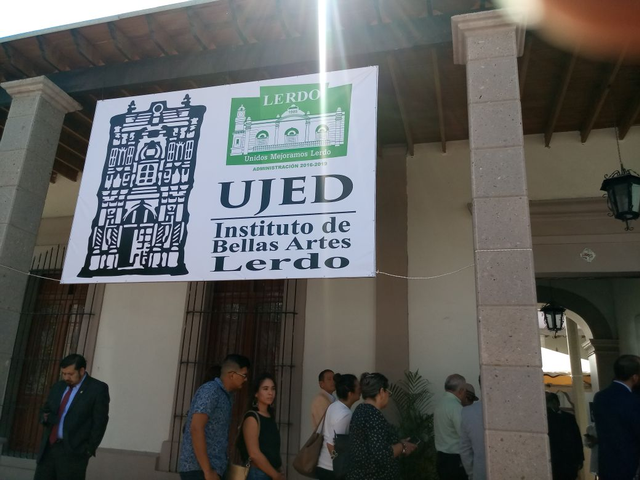 LERDO
Unidos Mejoramos Lerdo
ADMINISTRACIÓN 2016-2019
UJED
Instituto de
Bellas Artes
Lerdo